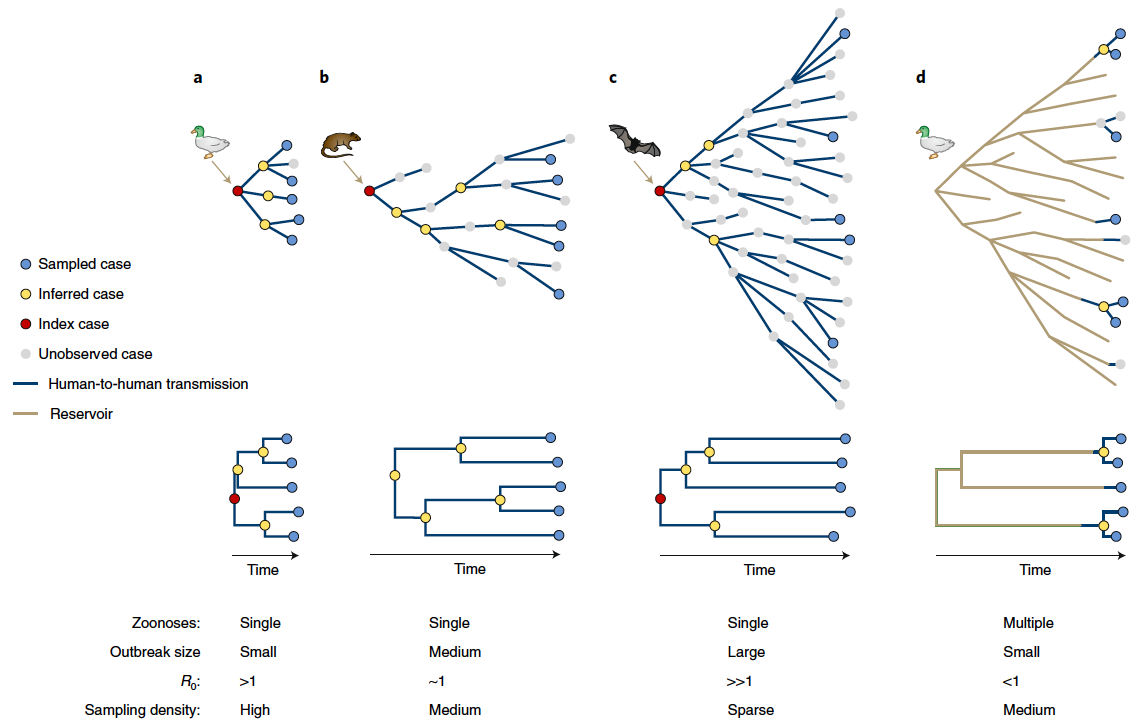 a b c d
Sampled case
Inferred case
Index case
Unobserved case
Human-to-human transmission
Reservoir
Time Time Time Time
Zoonoses: Single Single Single Multiple
Outbreak size Small Medium Large Small
R0: >1 ~1 >>1 <1
Sampling density: High Medium Sparse Medium